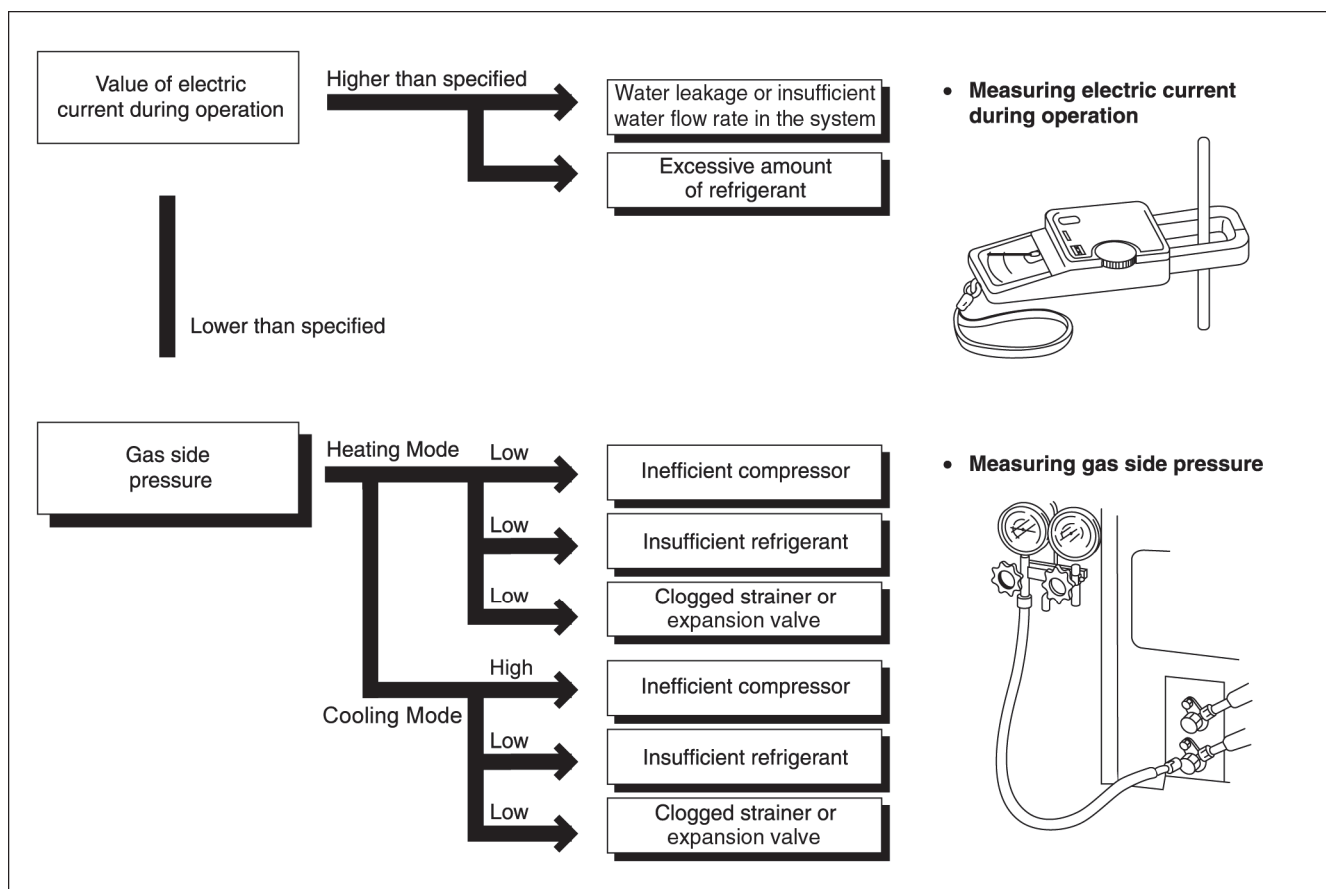 Value of electric
current during operation
Higher than specified
Water leakage or insufficient
water flow rate in the system
Excessive amount
of refrigerant
• Measuring electric current
during operation
Lower than specified
Gas side
pressure
Heating Mode
Low
Inefficient compressor
Low
Insufficient refrigerant
Low
Clogged strainer or
expansion valve
High
Inefficient compressor
Cooling Mode
Low
Insufficient refrigerant
Low
Clogged strainer or
expansion valve
• Measuring gas side pressure